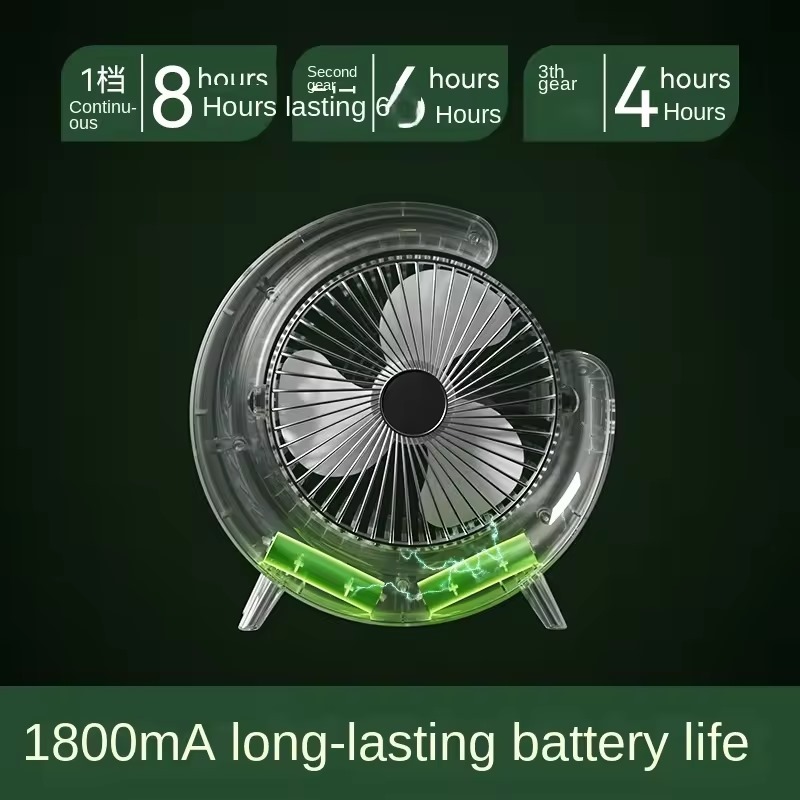 1档
Continu-
ous
8 hours
Hours lasting 6
Second
gear
6 hours
Hours
3th
gear
4 hours
Hours
1800mA long-lasting battery life